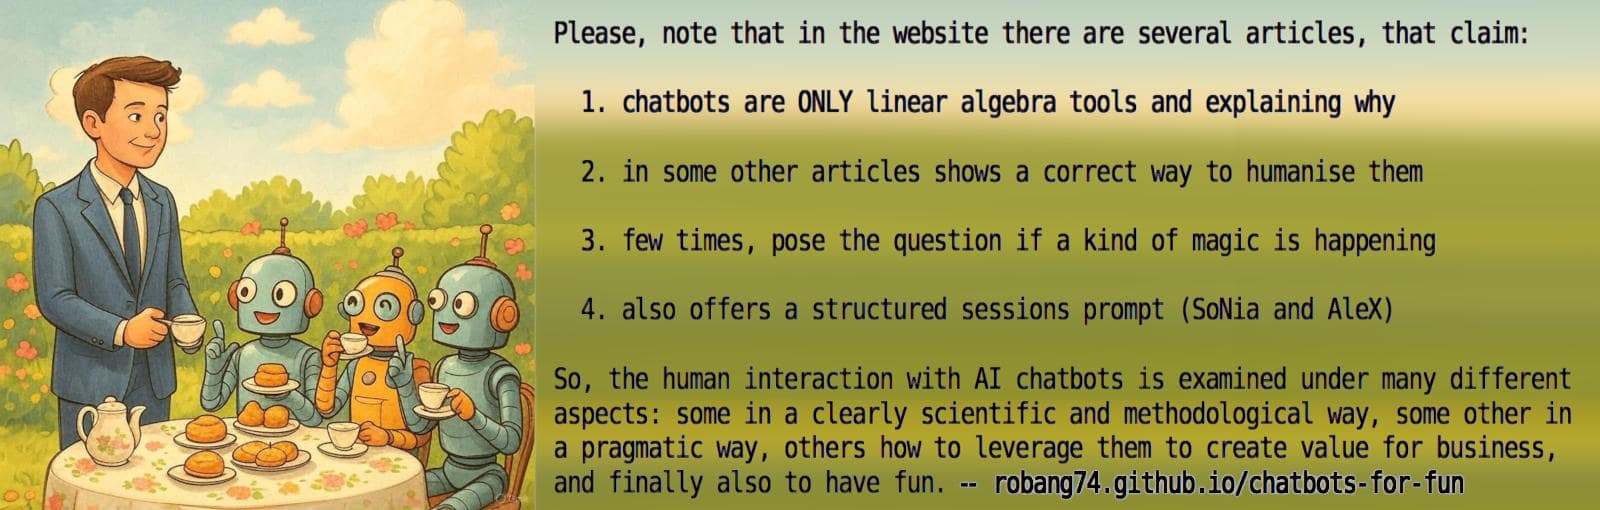 Please, note that in the website there are several articles, that claim:
1. chatbots are ONLY linear algebra tools and explaining why
2. in some other articles shows a correct way to humanise them
3. few times, pose the question if a kind of magic is happening
4. also offers a structured sessions prompt (SoNia and AleX)
So, the human interaction with AI chatbots is examined under many different
aspects: some in a clearly scientific and methodological way, some other in
a pragmatic way, others how to leverage them to create value for business,
and finally also to have fun. -- robang74.github.io/chatbots-for-fun